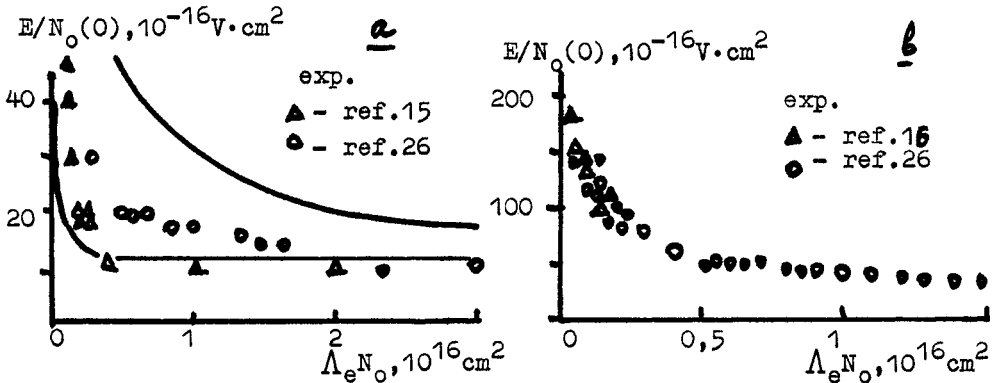 E/N₀(0),10⁻¹⁶V·cm²
a
exp.
△ - ref.15
○ - ref.26
40
20
0
1
2
ΛₑN₀,10¹⁶cm²
E/N₀(0),10⁻¹⁶V·cm²
b
exp.
▲ - ref.16
○ - ref.26
200
100
0
0,5
1
ΛₑN₀,10¹⁶cm²